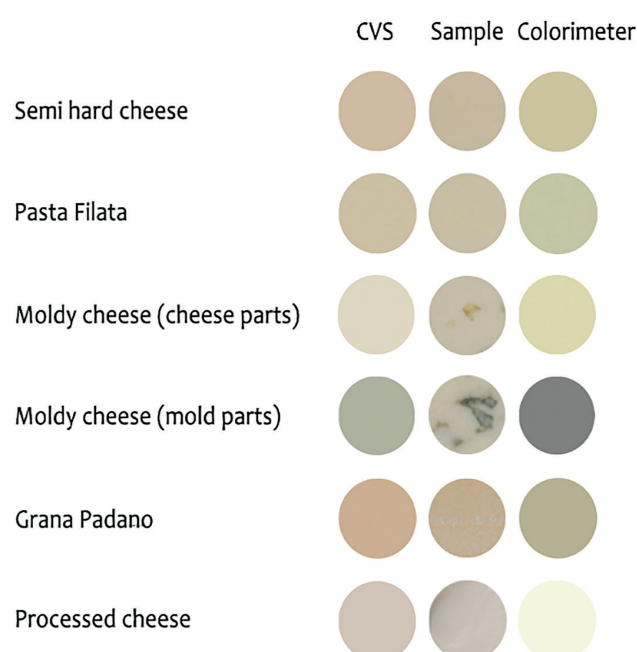 CVS Sample Colorimeter
Semi hard cheese
Pasta Filata
Moldy cheese (cheese parts)
Moldy cheese (mold parts)
Grana Padano
Processed cheese